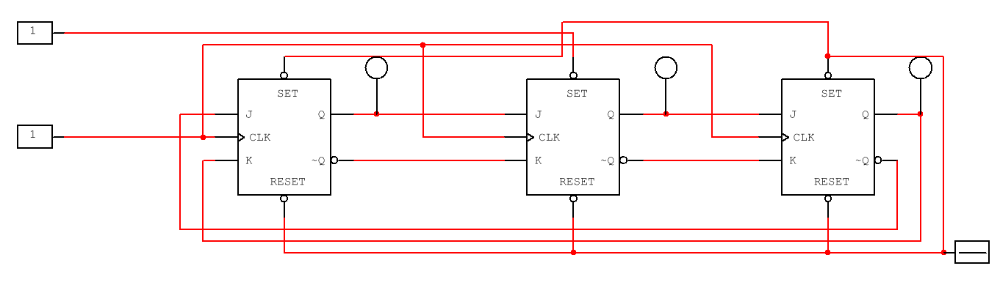 1
1
SET
J Q
CLK
K ~Q
RESET
SET
J Q
CLK
K ~Q
RESET
SET
J Q
CLK
K ~Q
RESET